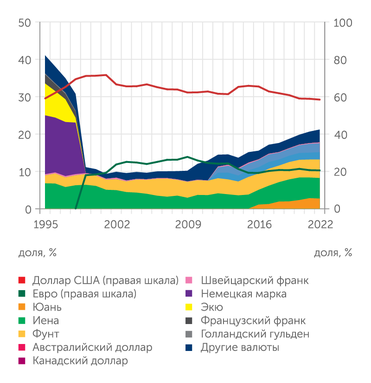 50 100
40 80
30 60
20 40
10 20
0 0
1995 2002 2009 2016 2022
доля, % доля, %
Доллар США (правая шкала) Швейцарский франк
Евро (правая шкала) Немецкая марка
Юань Экю
Иена Французский франк
Фунт Голландский гульден
Австралийский доллар Другие валюты
Канадский доллар